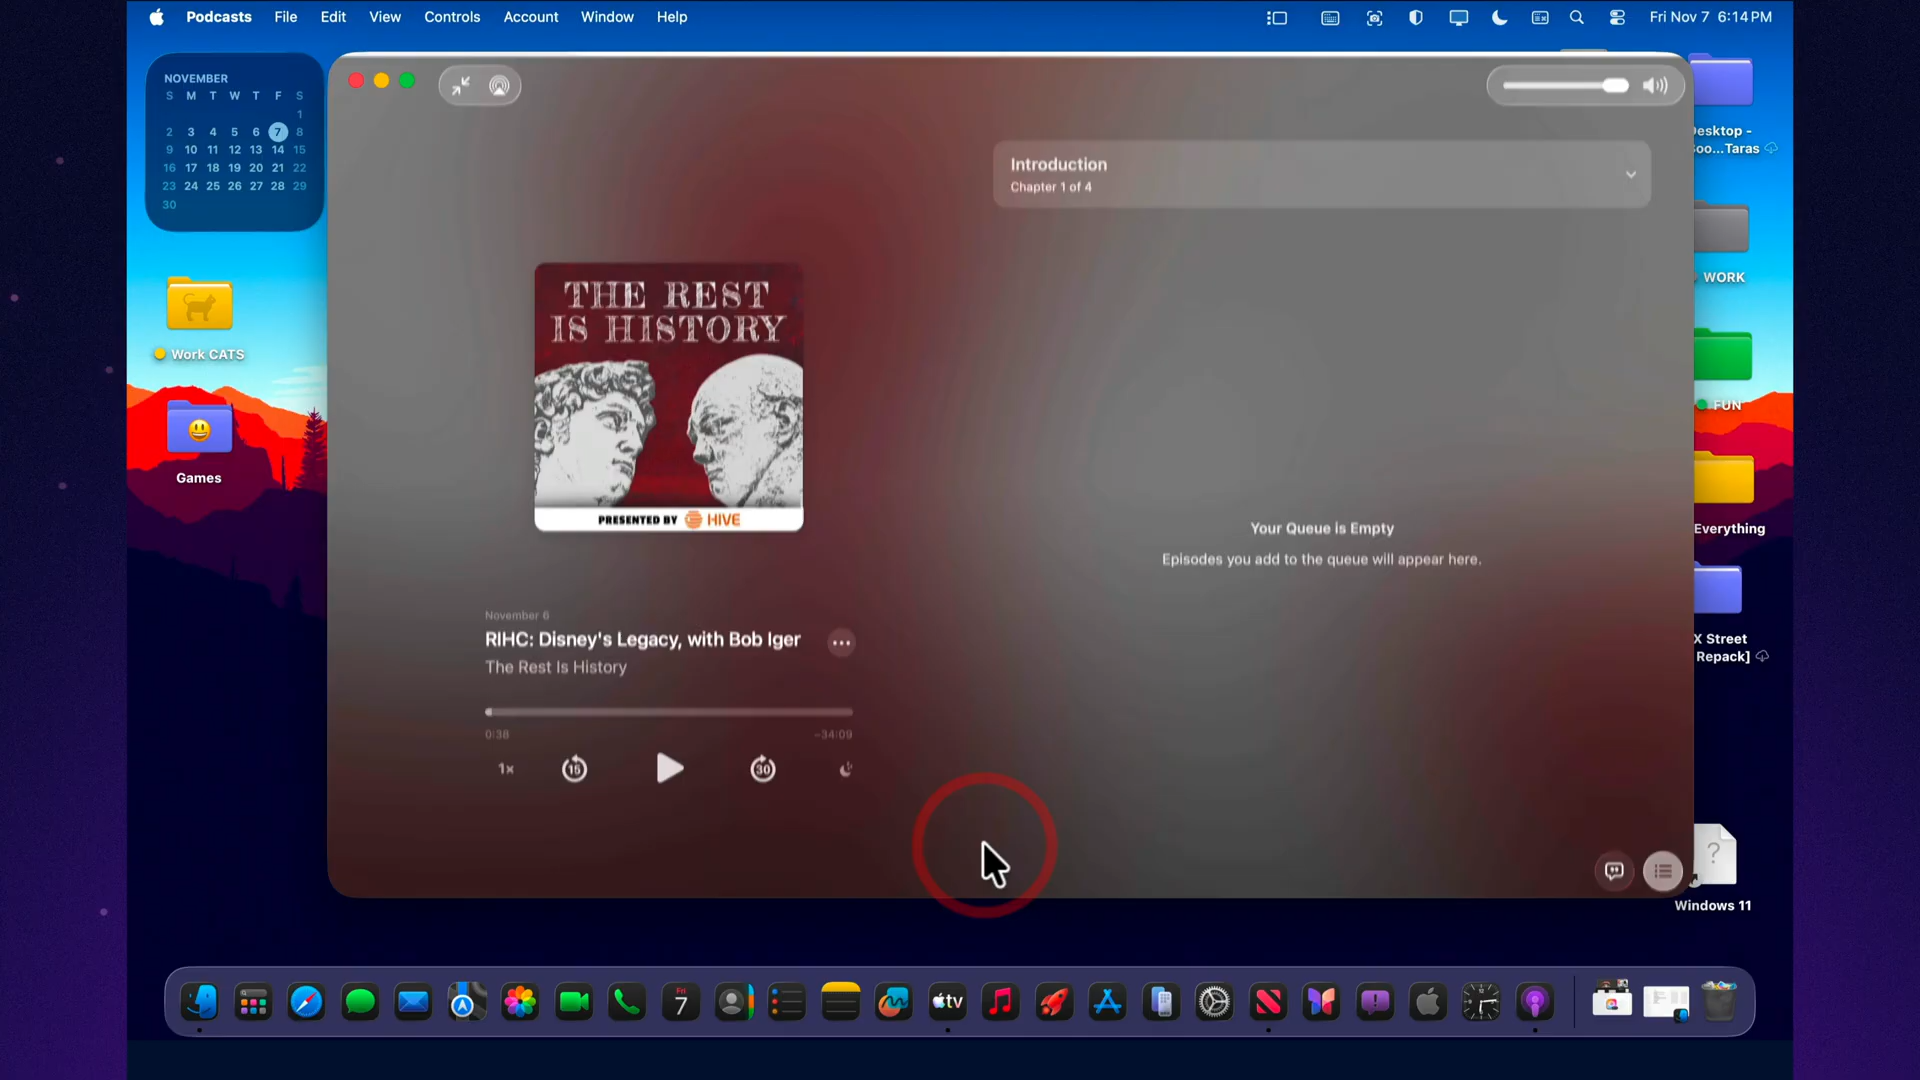 Podcasts File Edit View Controls Account Window Help
Fri Nov 7 6:14 PM
NOVEMBER
S M T W T F S
1
2 3 4 5 6 7 8
9 10 11 12 13 14 15
16 17 18 19 20 21 22
23 24 25 26 27 28 29
30
Work CATS
Games
Introduction
Chapter 1 of 4
THE REST
IS HISTORY
PRESENTED BY HIVE
November 6
RIHC: Disney's Legacy, with Bob Iger
The Rest Is History
0:38
-34:09
1x
15
30
Your Queue is Empty
Episodes you add to the queue will appear here.
Desktop -
oo...Taras
WORK
FUN
Everything
X Street
Repack]
?
Windows 11
Fri
7
tv